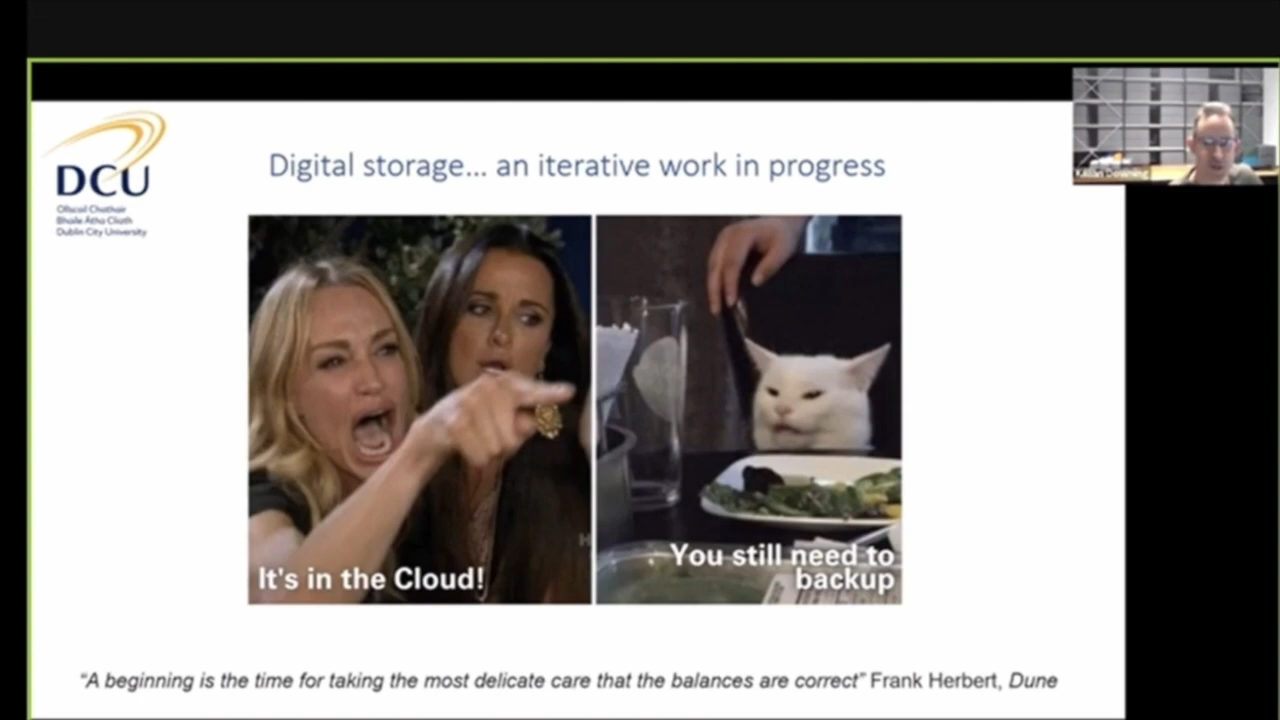 DCU
Ollscoil Chathair
Bhaile Átha Cliath
Dublin City University
Digital storage... an iterative work in progress
Killian Downing
It's in the Cloud!
You still need to
backup
“A beginning is the time for taking the most delicate care that the balances are correct” Frank Herbert, Dune